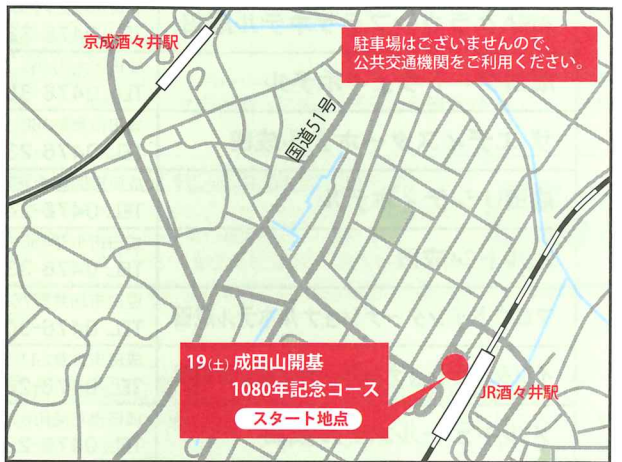 京成酒々井駅
駐車場はございませんので、
公共交通機関をご利用ください。
国道51号
19(土) 成田山開基
1080年記念コース
スタート地点
JR酒々井駅